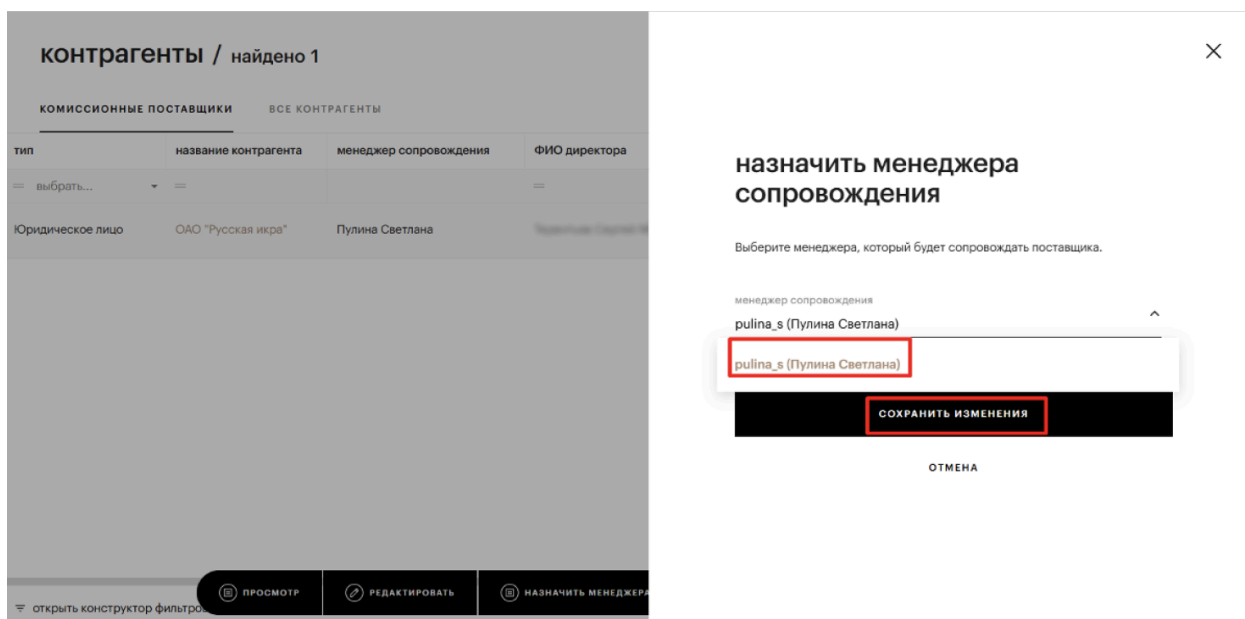 контрагенты / найдено 1
КОМИССИОННЫЕ ПОСТАВЩИКИ ВСЕ КОНТРАГЕНТЫ
тип название контрагента менеджер сопровождения ФИО директора
= выбрать... = =
Юридическое лицо ОАО "Русская икра" Пулина Светлана
открыть конструктор фильтров
ПРОСМОТР РЕДАКТИРОВАТЬ НАЗНАЧИТЬ МЕНЕДЖЕРА
назначить менеджера
сопровождения
Выберите менеджера, который будет сопровождать поставщика.
менеджер сопровождения
pulina_s (Пулина Светлана)
pulina_s (Пулина Светлана)
СОХРАНИТЬ ИЗМЕНЕНИЯ
ОТМЕНА